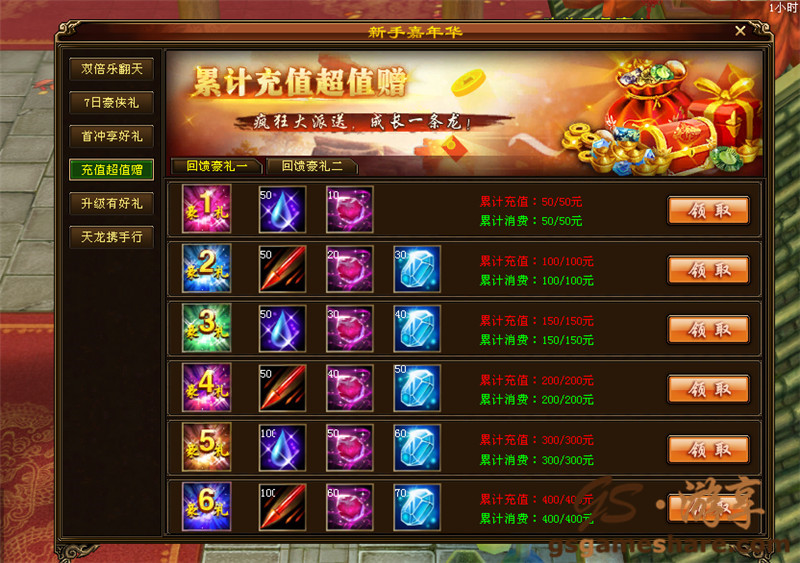 1小时
新手嘉年华
双倍乐翻天
7日豪侠礼
首冲享好礼
充值超值赠
升级有好礼
天龙携手行
累计充值超值赠
疯狂大派送，成长一条龙！
回馈豪礼一 回馈豪礼二
1 豪礼 50 10 累计充值：50/50元 领取
累计消费：50/50元
2 豪礼 50 20 30 累计充值：100/100元 领取
累计消费：100/100元
3 豪礼 50 30 40 累计充值：150/150元 领取
累计消费：150/150元
4 豪礼 50 40 50 累计充值：200/200元 领取
累计消费：200/200元
5 豪礼 100 50 60 累计充值：300/300元 领取
累计消费：300/300元
6 豪礼 100 60 70 累计充值：400/400元 领取
累计消费：400/400元
GS·游享
gsgameshare.com